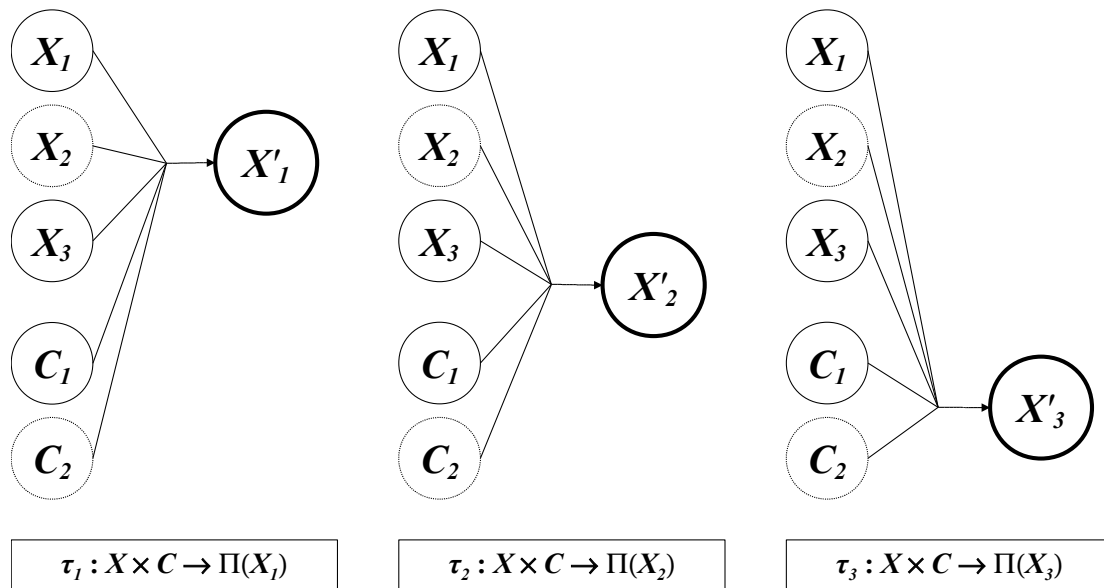 X₁
X₂
X₃
C₁
C₂
X'₁
τ₁ : X × C → Π(X₁)
X₁
X₂
X₃
C₁
C₂
X'₂
τ₂ : X × C → Π(X₂)
X₁
X₂
X₃
C₁
C₂
X'₃
τ₃ : X × C → Π(X₃)